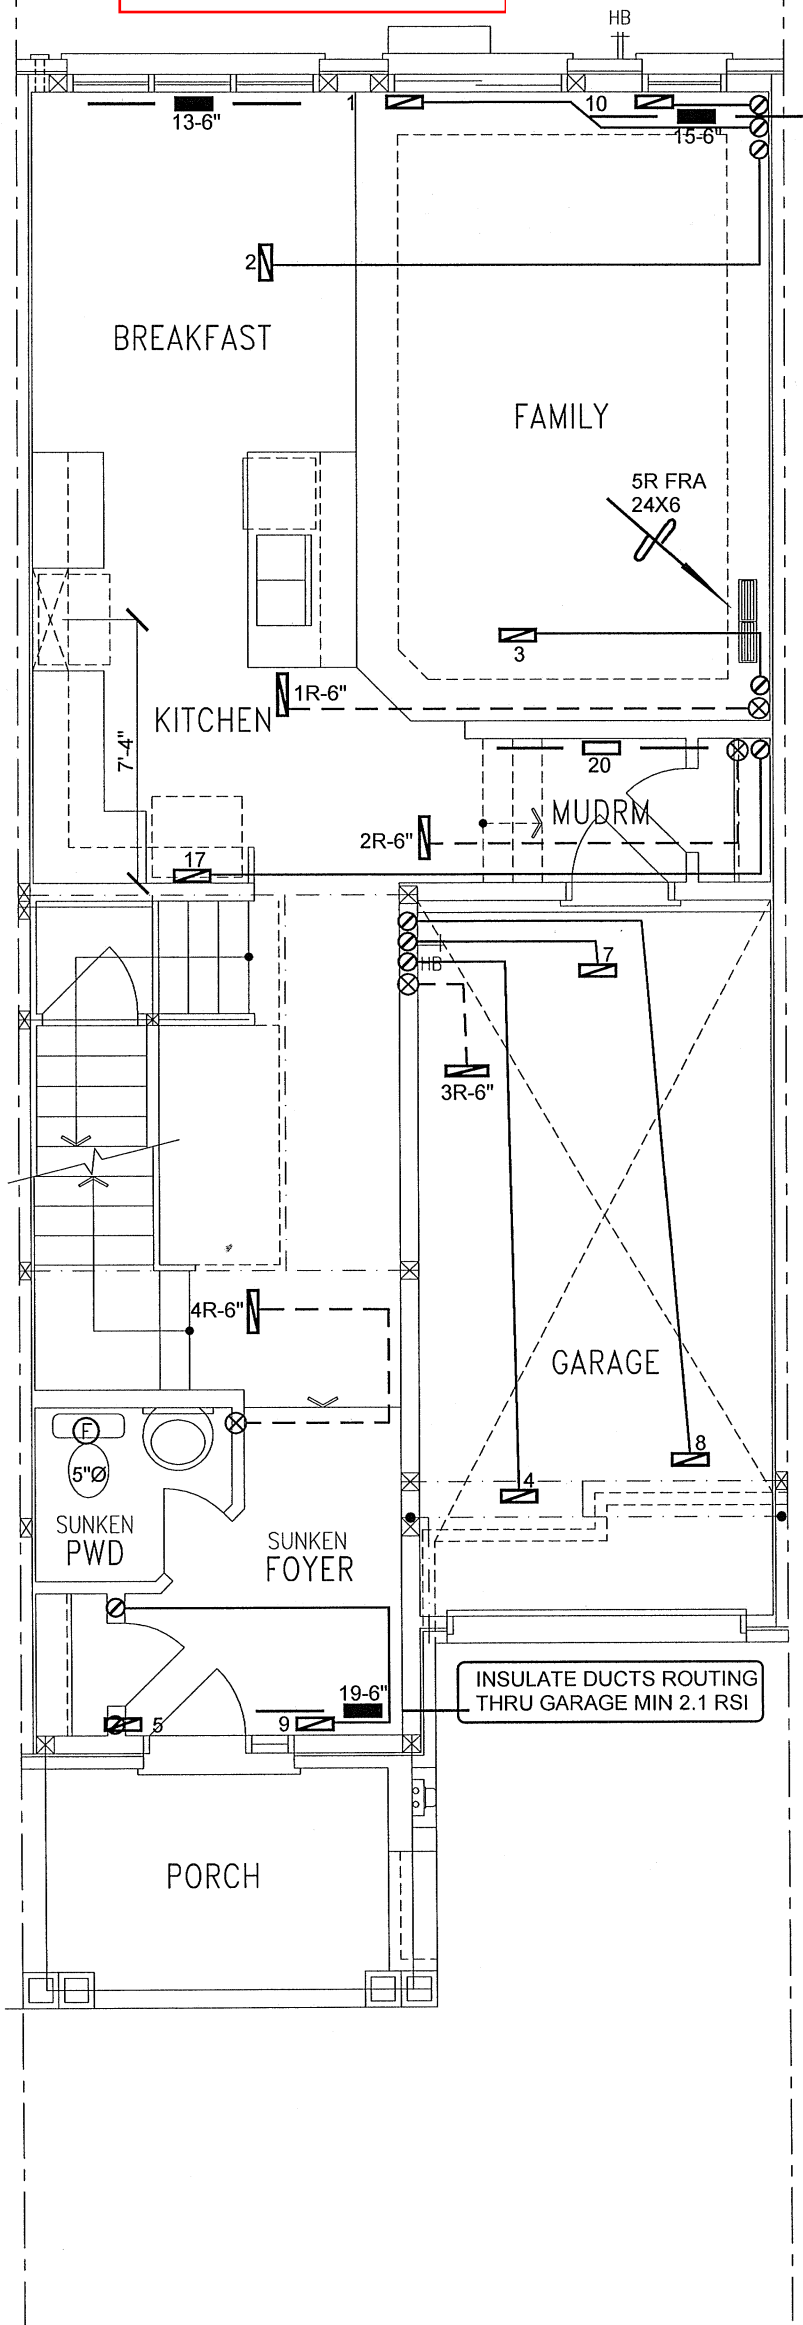 HB
13-6"
1
10
15-6"
2
BREAKFAST
FAMILY
5R FRA
24X6
3
1R-6"
KITCHEN
7'-4"
20
MUDRM
2R-6"
17
7
HB
3R-6"
4R-6"
GARAGE
8
F
5"Ø
4
SUNKEN
PWD
SUNKEN
FOYER
19-6"
INSULATE DUCTS ROUTING
THRU GARAGE MIN 2.1 RSI
5
9
PORCH